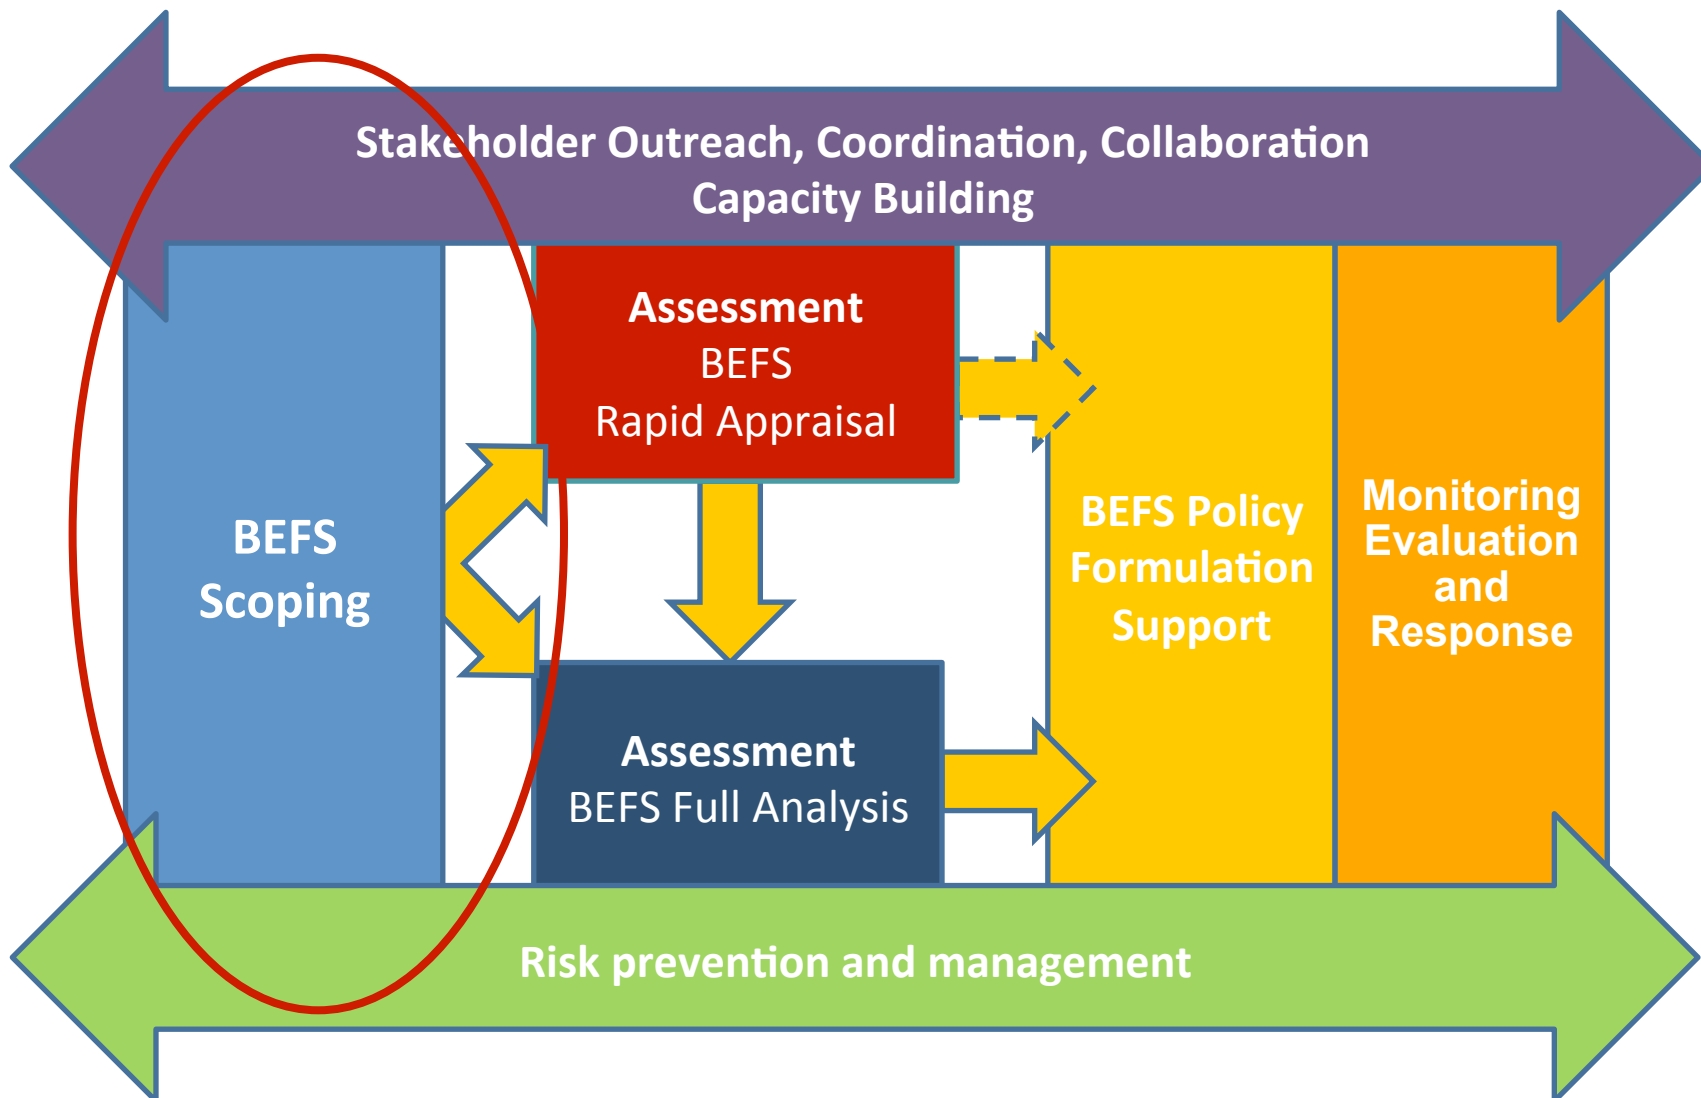 Stakeholder Outreach, Coordination, Collaboration
Capacity Building
BEFS
Scoping
Assessment
BEFS
Rapid Appraisal
Assessment
BEFS Full Analysis
BEFS Policy
Formulation
Support
Monitoring
Evaluation
and
Response
Risk prevention and management